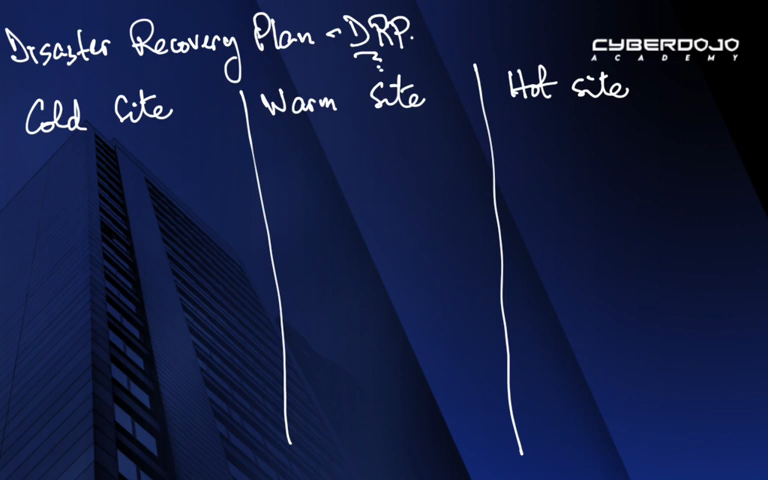 Disaster Recovery Plan - DRP.
CYBERDOJO
ACADEMY
Cold Site
Warm Site
Hot site